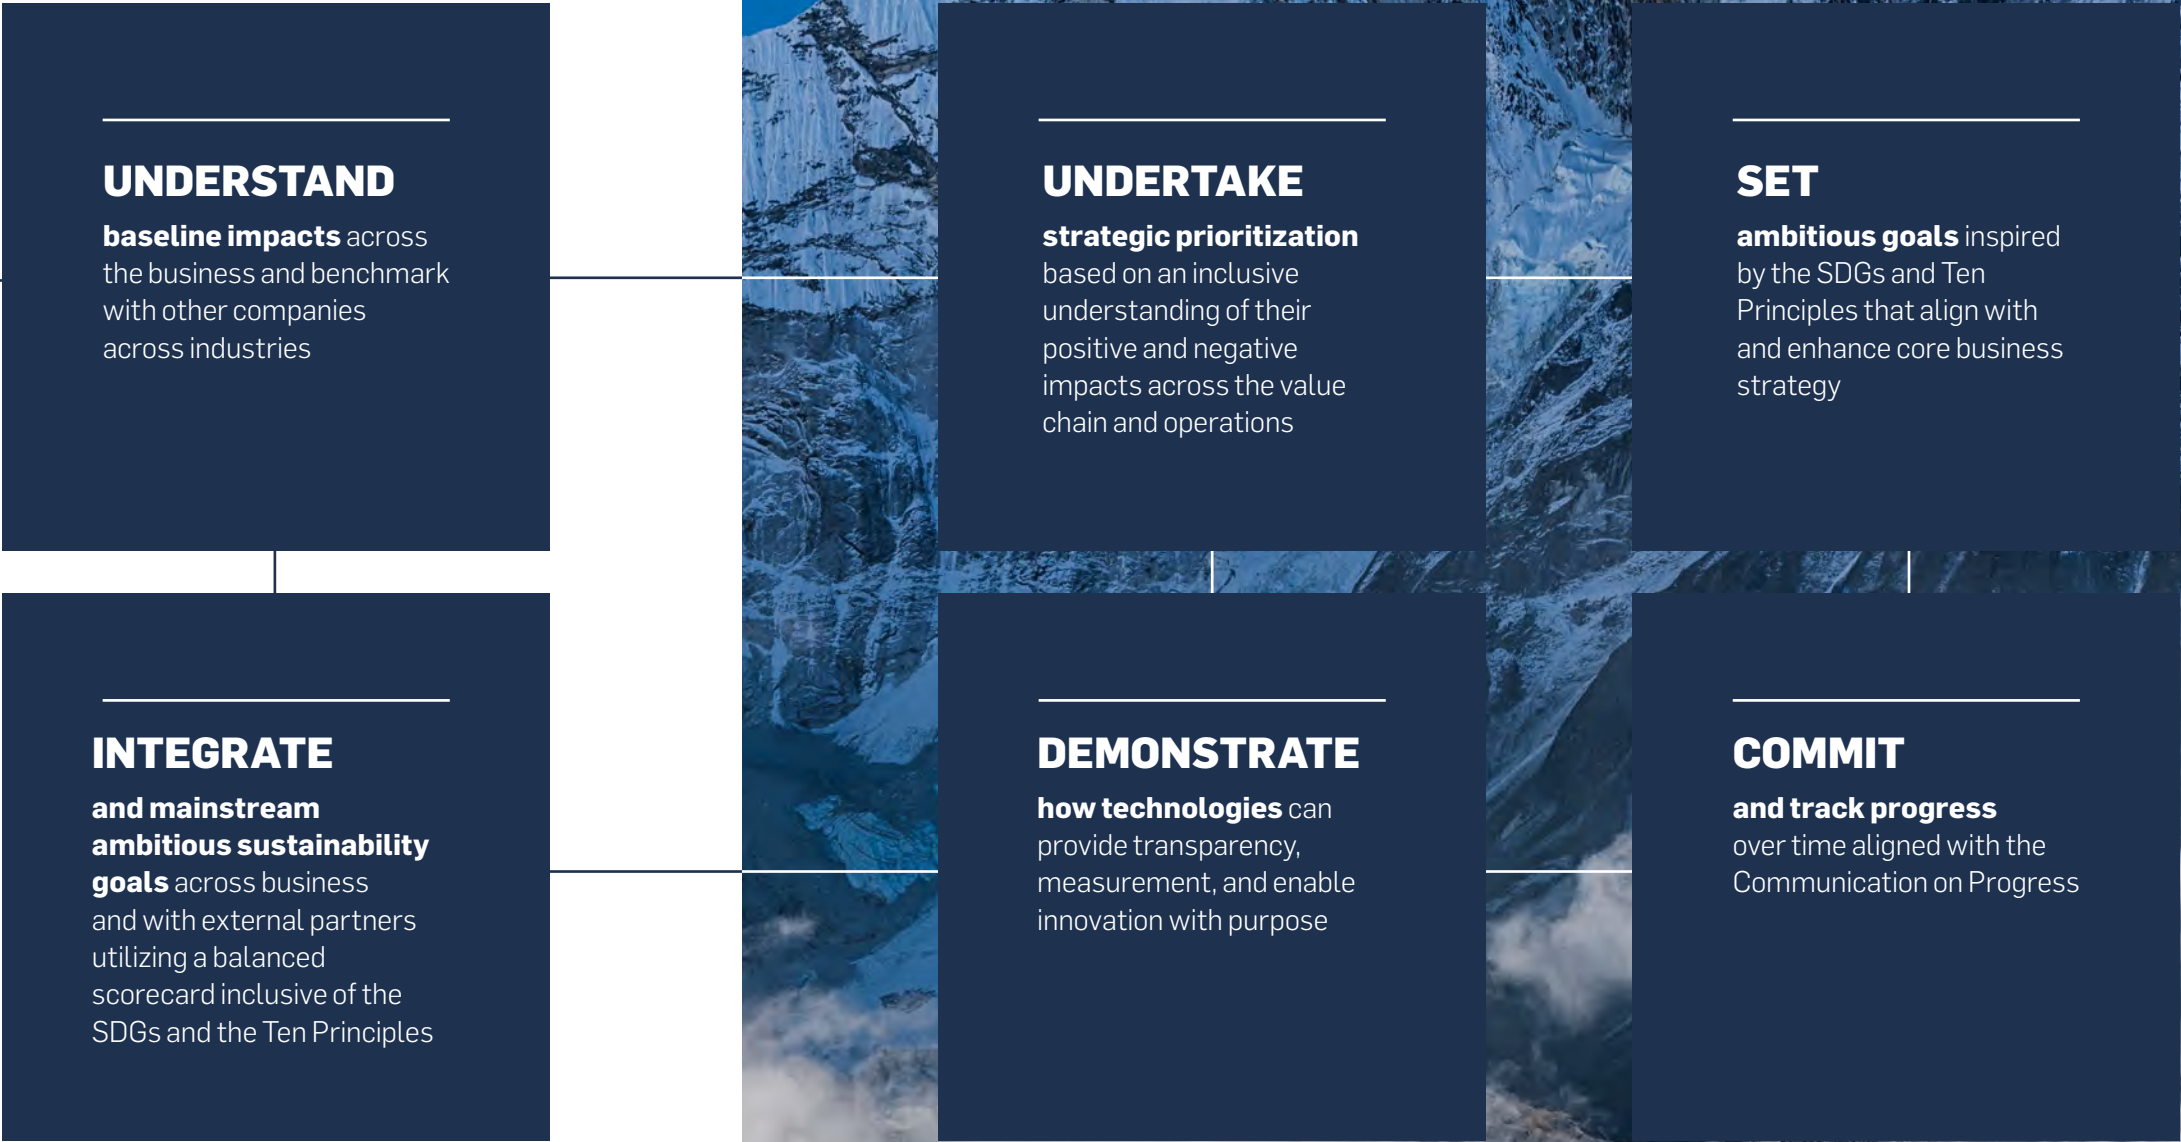 UNDERSTAND
baseline impacts across
the business and benchmark
with other companies
across industries
UNDERTAKE
strategic prioritization
based on an inclusive
understanding of their
positive and negative
impacts across the value
chain and operations
SET
ambitious goals inspired
by the SDGs and Ten
Principles that align with
and enhance core business
strategy
INTEGRATE
and mainstream
ambitious sustainability
goals across business
and with external partners
utilizing a balanced
scorecard inclusive of the
SDGs and the Ten Principles
DEMONSTRATE
how technologies can
provide transparency,
measurement, and enable
innovation with purpose
COMMIT
and track progress
over time aligned with the
Communication on Progress